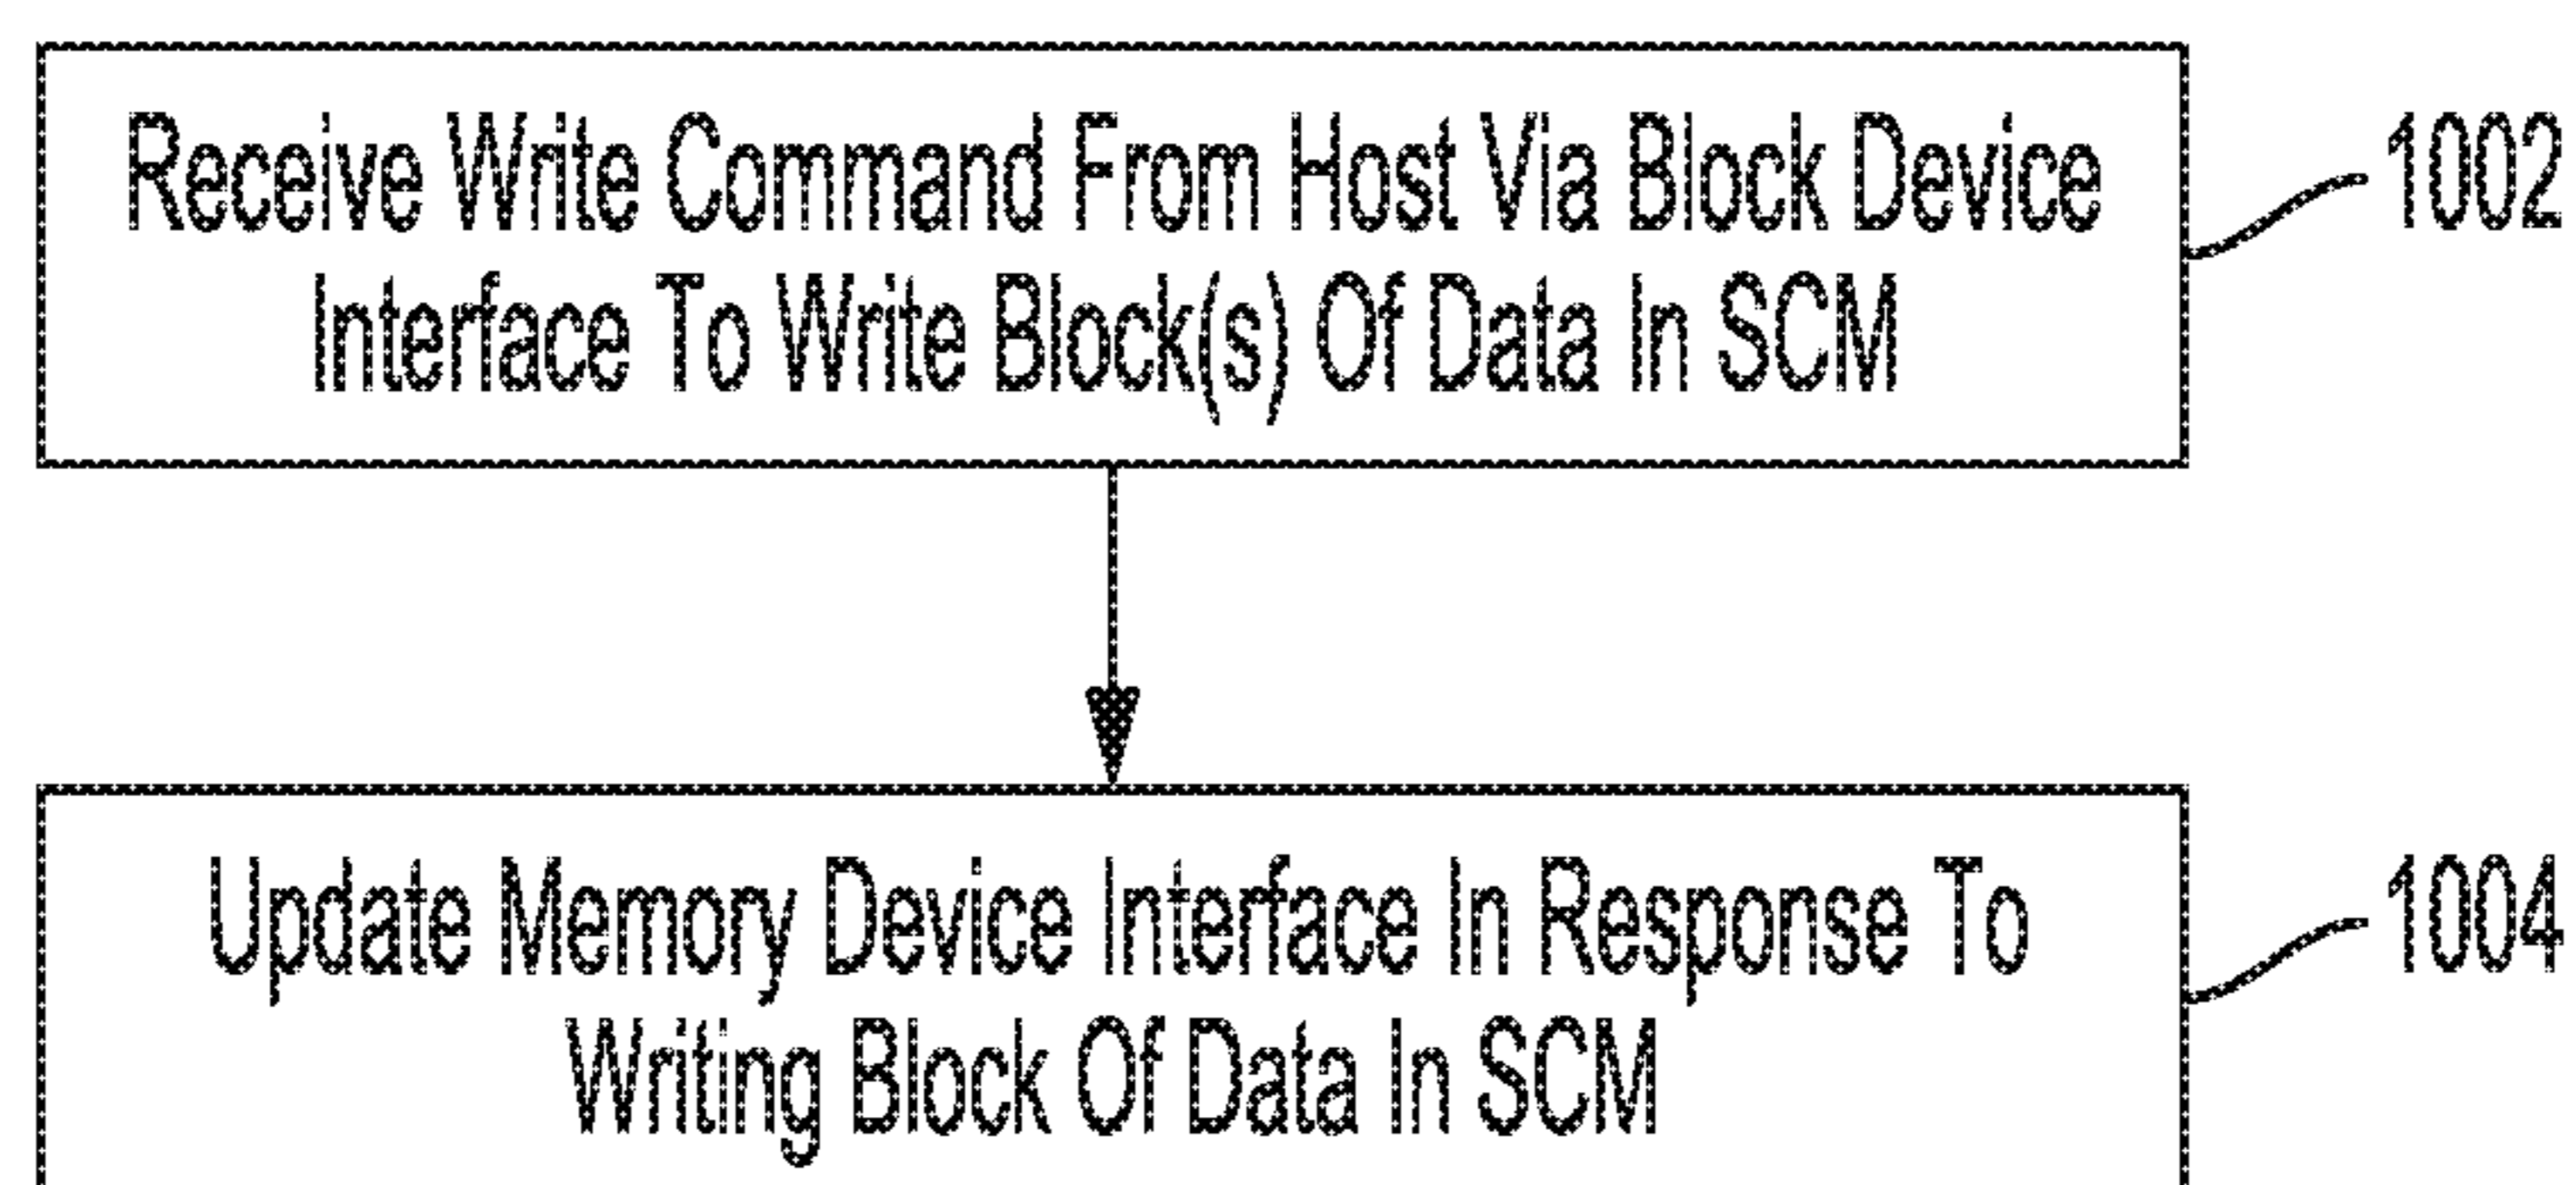 Receive Write Command From Host Via Block Device
Interface To Write Block(s) Of Data In SCM
1002
Update Memory Device Interface In Response To
Writing Block Of Data In SCM
1004